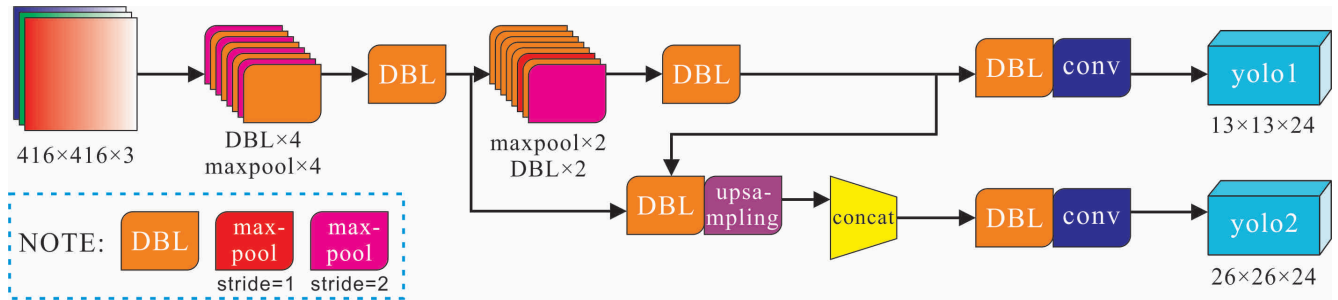 416×416×3
DBL×4
maxpool×4
DBL
maxpool×2
DBL×2
DBL
DBL
conv
yolo1
13×13×24
DBL
upsa-
mpling
concat
DBL
conv
yolo2
26×26×24
NOTE:
DBL
max-
pool
stride=1
max-
pool
stride=2